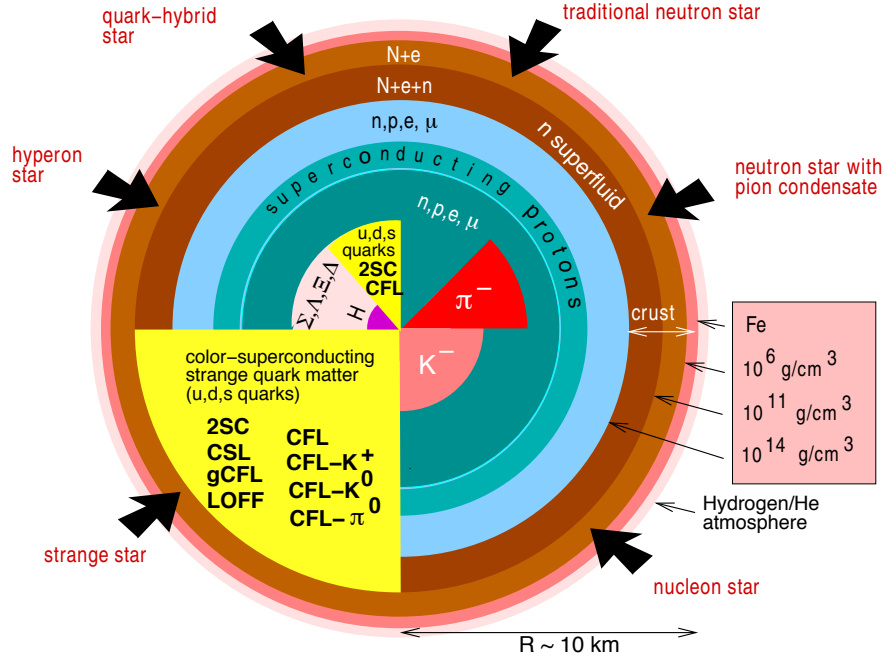 quark−hybrid
star
traditional neutron star
N+e
N+e+n
n,p,e, μ
n superfluid
hyperon
star
neutron star with
pion condensate
superconducting protons
n,p,e, μ
u,d,s
quarks
2SC
CFL
Σ,Λ,Ξ,Δ
H
π⁻
K⁻
crust
Fe
10⁶ g/cm³
10¹¹ g/cm³
10¹⁴ g/cm³
Hydrogen/He
atmosphere
color−superconducting
strange quark matter
(u,d,s quarks)
2SC
CSL
gCFL
LOFF
CFL
CFL−K⁺
CFL−K⁰
CFL−π⁰
strange star
nucleon star
R ~ 10 km